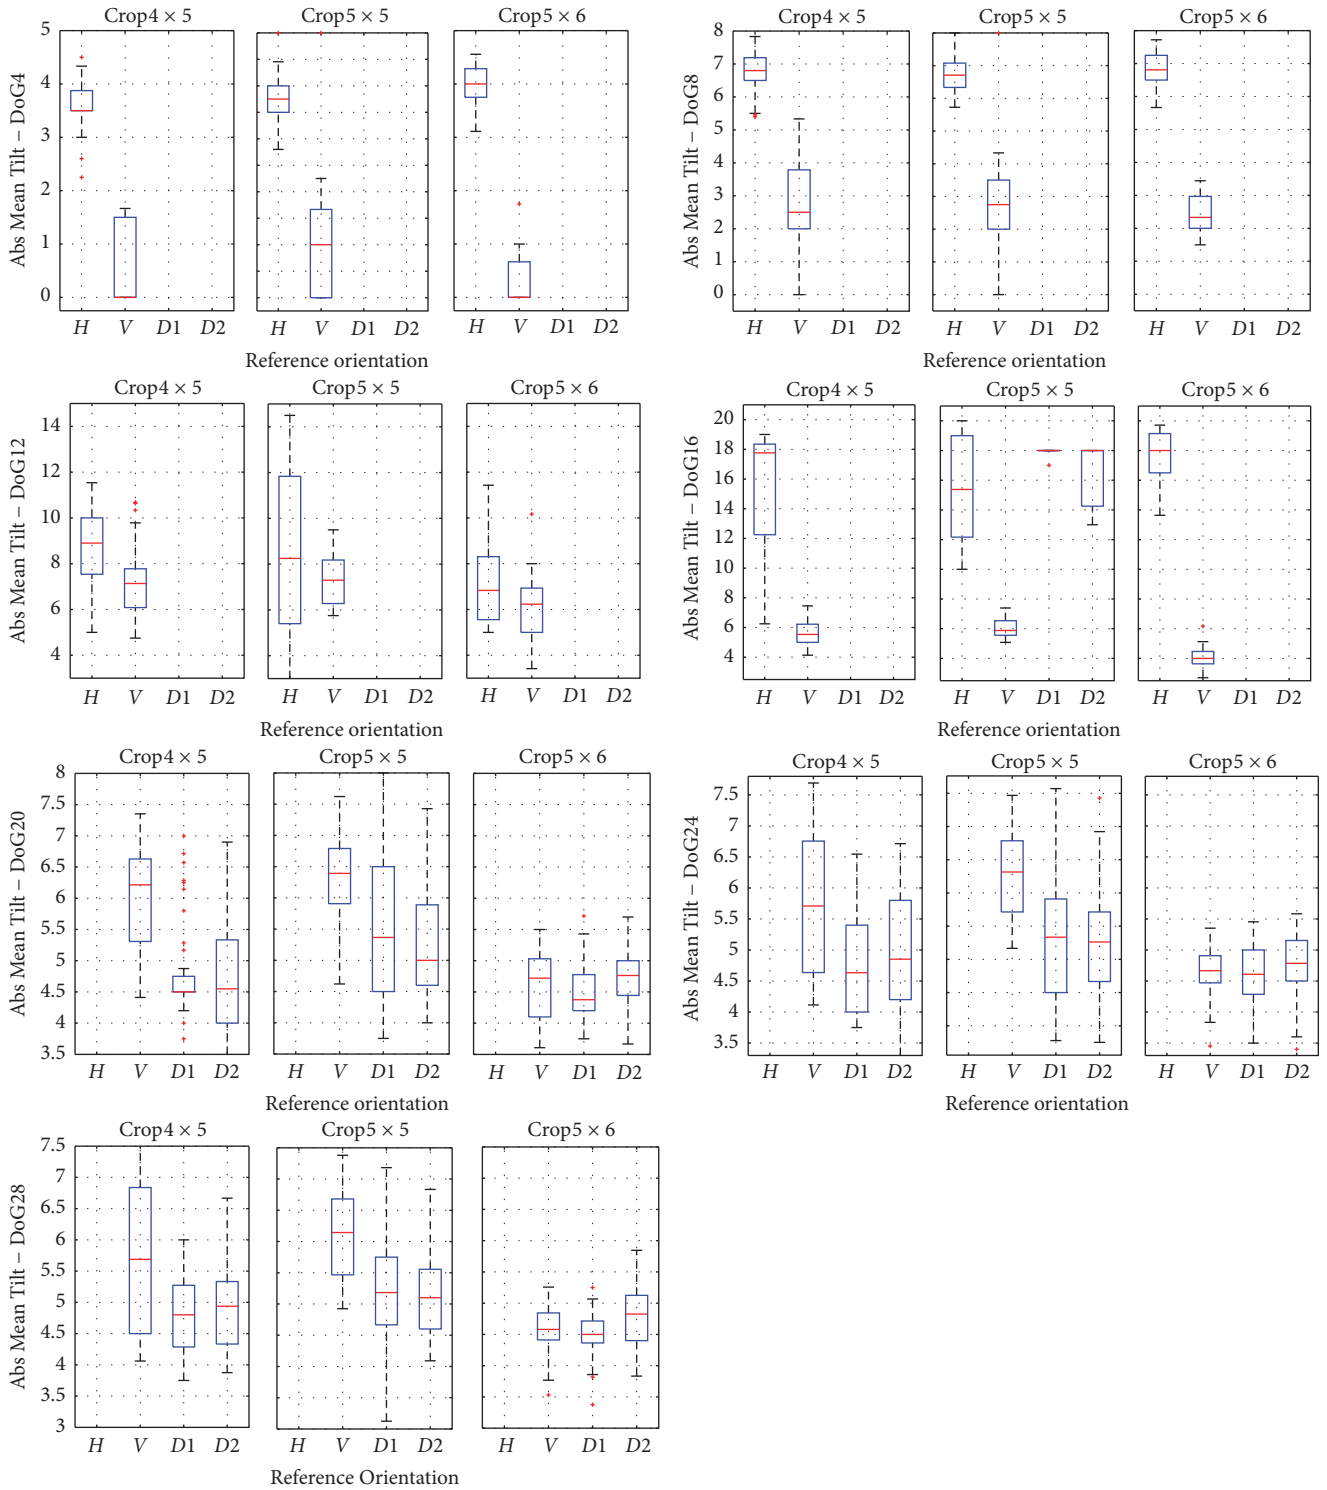 Crop4 × 5 Crop5 × 5 Crop5 × 6
Abs Mean Tilt – DoG4
5
4
3
2
1
0
H V D1 D2 H V D1 D2 H V D1 D2
Reference orientation
Crop4 × 5 Crop5 × 5 Crop5 × 6
Abs Mean Tilt – DoG8
8
7
6
5
4
3
2
1
0
H V D1 D2 H V D1 D2 H V D1 D2
Reference orientation
Crop4 × 5 Crop5 × 5 Crop5 × 6
Abs Mean Tilt – DoG12
14
12
10
8
6
4
H V D1 D2 H V D1 D2 H V D1 D2
Reference orientation
Crop4 × 5 Crop5 × 5 Crop5 × 6
Abs Mean Tilt – DoG16
20
18
16
14
12
10
8
6
4
H V D1 D2 H V D1 D2 H V D1 D2
Reference orientation
Crop4 × 5 Crop5 × 5 Crop5 × 6
Abs Mean Tilt – DoG20
8
7
6.5
6
5.5
5
4.5
4
3.5
H V D1 D2 H V D1 D2 H V D1 D2
Reference orientation
Crop4 × 5 Crop5 × 5 Crop5 × 6
Abs Mean Tilt – DoG24
7.5
7
6.5
6
5.5
5
4.5
4
3.5
H V D1 D2 H V D1 D2 H V D1 D2
Reference orientation
Crop4 × 5 Crop5 × 5 Crop5 × 6
Abs Mean Tilt – DoG28
7.5
7
6.5
6
5.5
5
4.5
4
3.5
3
H V D1 D2 H V D1 D2 H V D1 D2
Reference Orientation